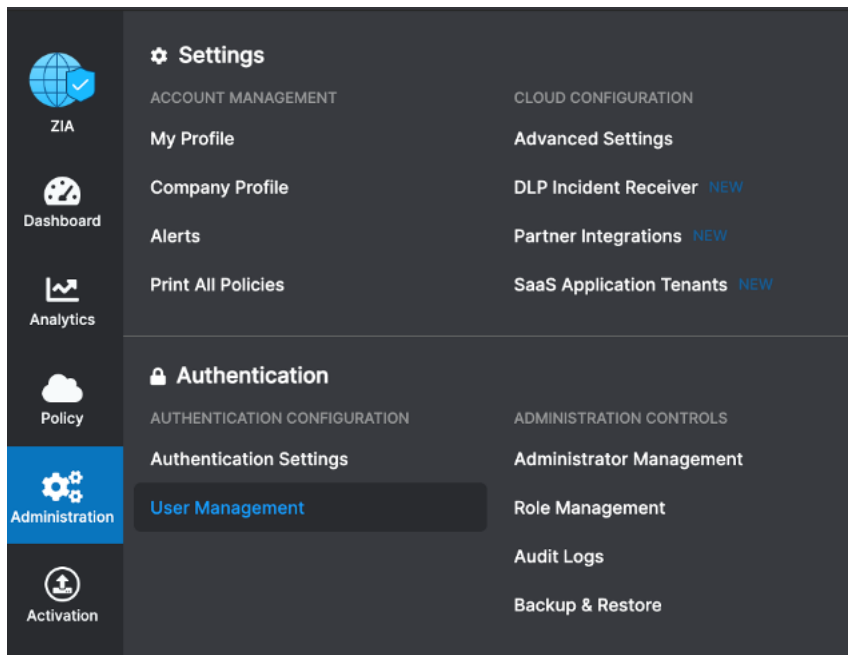 ZIA
Dashboard
Analytics
Policy
Administration
Activation
Settings
ACCOUNT MANAGEMENT
My Profile
Company Profile
Alerts
Print All Policies
CLOUD CONFIGURATION
Advanced Settings
DLP Incident Receiver NEW
Partner Integrations NEW
SaaS Application Tenants NEW
Authentication
AUTHENTICATION CONFIGURATION
Authentication Settings
User Management
ADMINISTRATION CONTROLS
Administrator Management
Role Management
Audit Logs
Backup & Restore